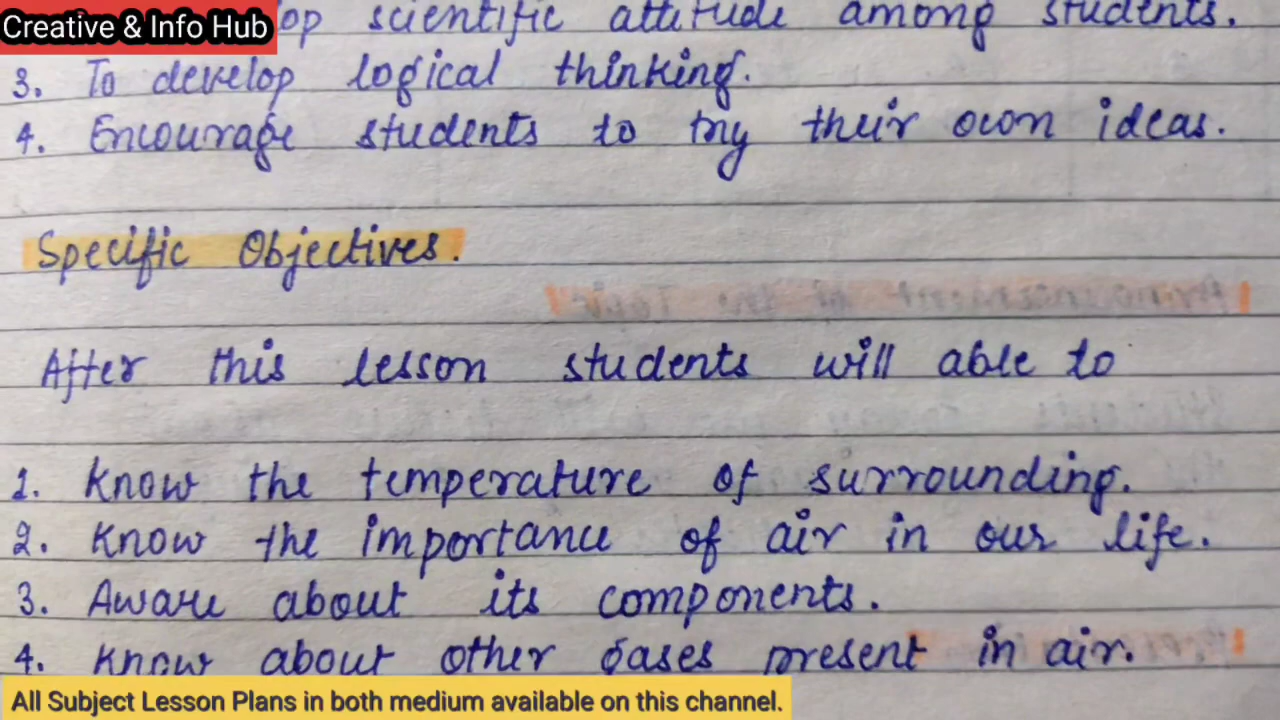 Creative & Info Hub
scientific attitude among students.
3. To develop logical thinking.
4. Encourage students to try their own ideas.
Specific Objectives.
After this lesson students will able to
1. Know the temperature of surrounding.
2. Know the importance of air in our life.
3. Aware about its components.
4. Know about other gases present in air.
All Subject Lesson Plans in both medium available on this channel.